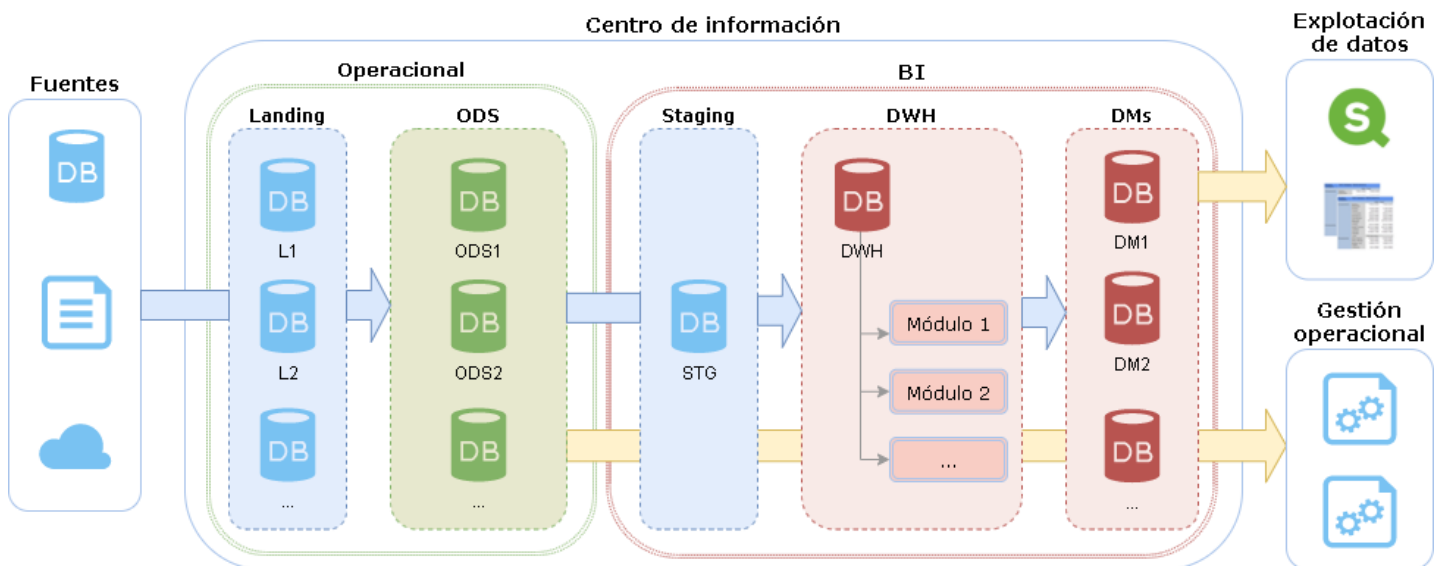 Centro de información
Fuentes
DB
Operacional
Landing
DB
L1
DB
L2
DB
...
ODS
DB
ODS1
DB
ODS2
DB
...
BI
Staging
DB
STG
DWH
DB
DWH
Módulo 1
Módulo 2
...
DMs
DB
DM1
DB
DM2
DB
...
Explotación
de datos
S
Gestión
operacional